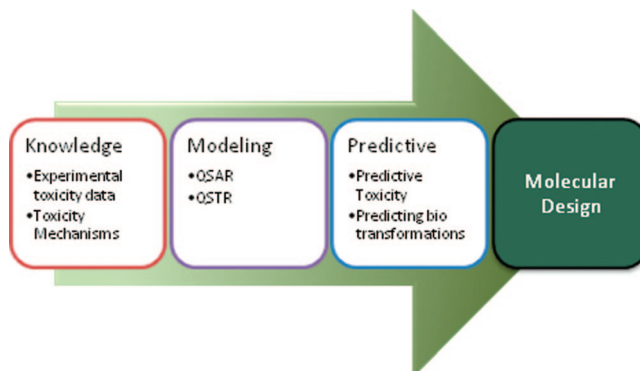 Knowledge
•Experimental
toxicity data
•Toxicity
Mechanisms
Modeling
•QSAR
•QSTR
Predictive
•Predictive
Toxicity
•Predicting bio
transformations
Molecular
Design